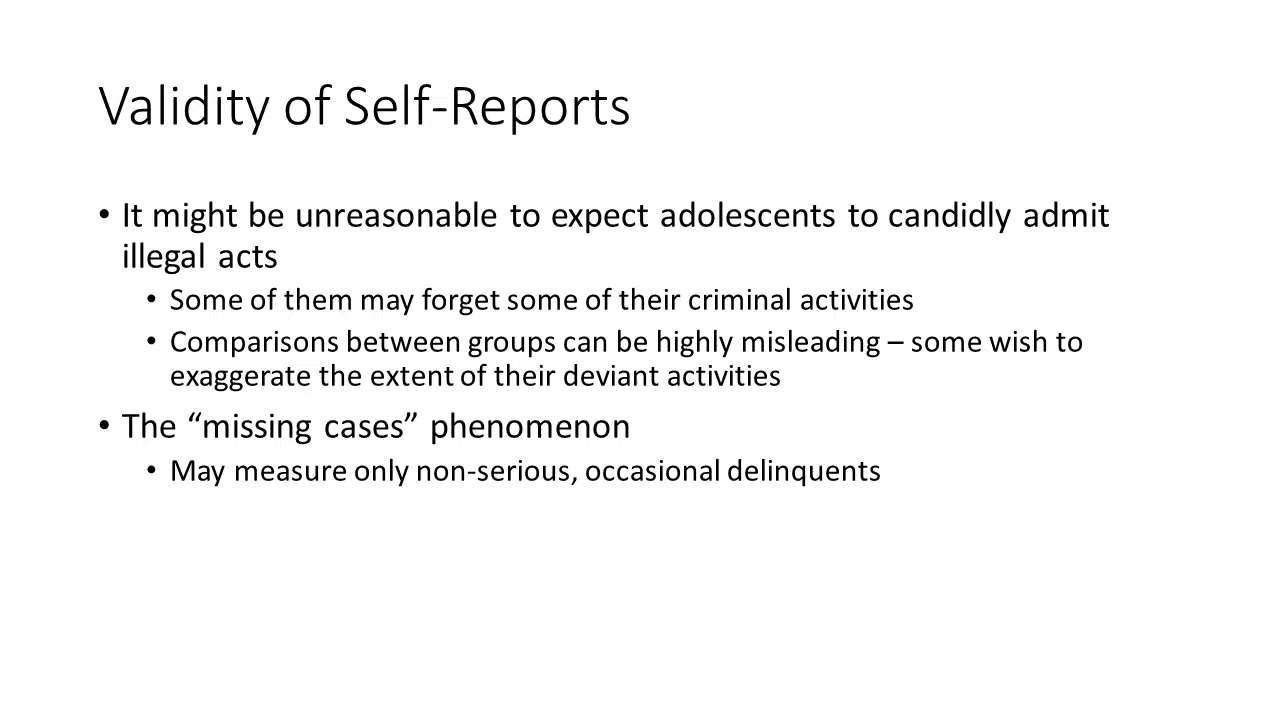 Validity of Self-Reports
• It might be unreasonable to expect adolescents to candidly admit
illegal acts
• Some of them may forget some of their criminal activities
• Comparisons between groups can be highly misleading – some wish to
exaggerate the extent of their deviant activities
• The “missing cases” phenomenon
• May measure only non-serious, occasional delinquents